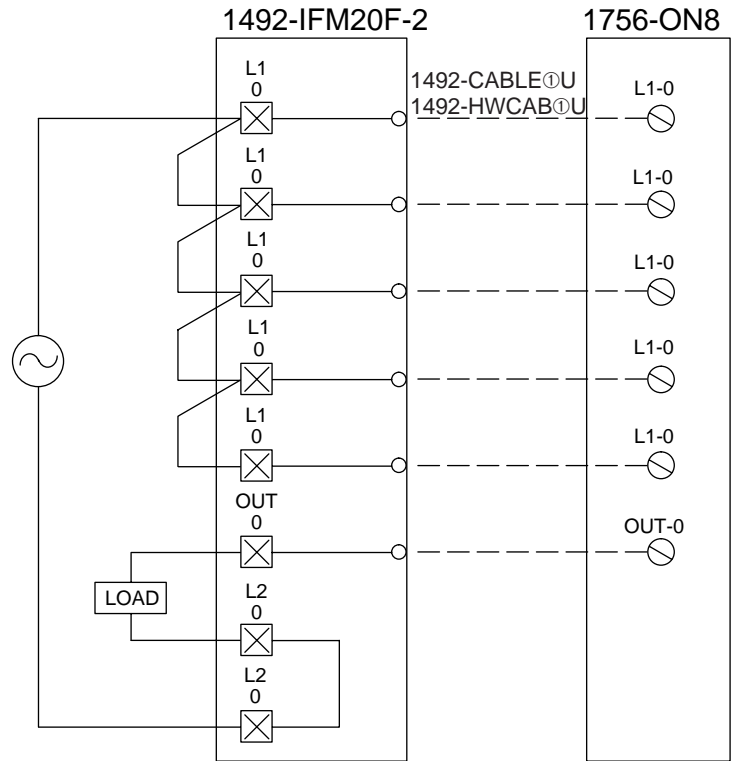 1492-IFM20F-2
1756-ON8
1492-CABLE①U
1492-HWCAB①U
L1
0
L1-0
L1
0
L1-0
L1
0
L1-0
L1
0
L1-0
L1
0
L1-0
OUT
0
OUT-0
LOAD
L2
0
L2
0